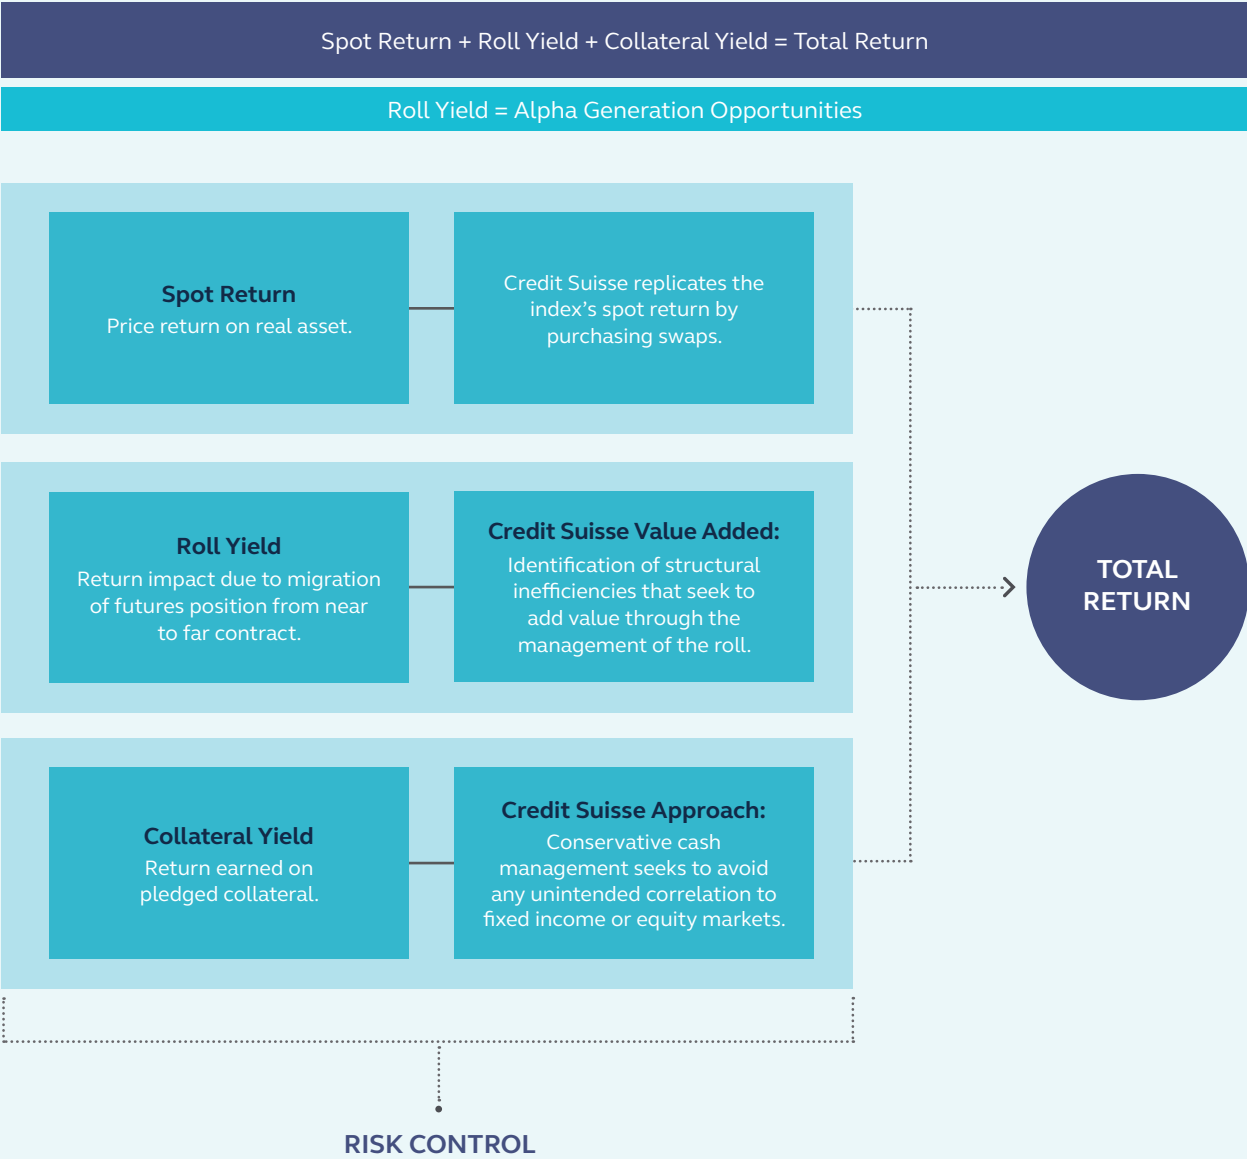 Spot Return + Roll Yield + Collateral Yield = Total Return
Roll Yield = Alpha Generation Opportunities
Spot Return
Price return on real asset.
Credit Suisse replicates the
index’s spot return by
purchasing swaps.
Roll Yield
Return impact due to migration
of futures position from near
to far contract.
Credit Suisse Value Added:
Identification of structural
inefficiencies that seek to
add value through the
management of the roll.
Collateral Yield
Return earned on
pledged collateral.
Credit Suisse Approach:
Conservative cash
management seeks to avoid
any unintended correlation to
fixed income or equity markets.
TOTAL
RETURN
RISK CONTROL